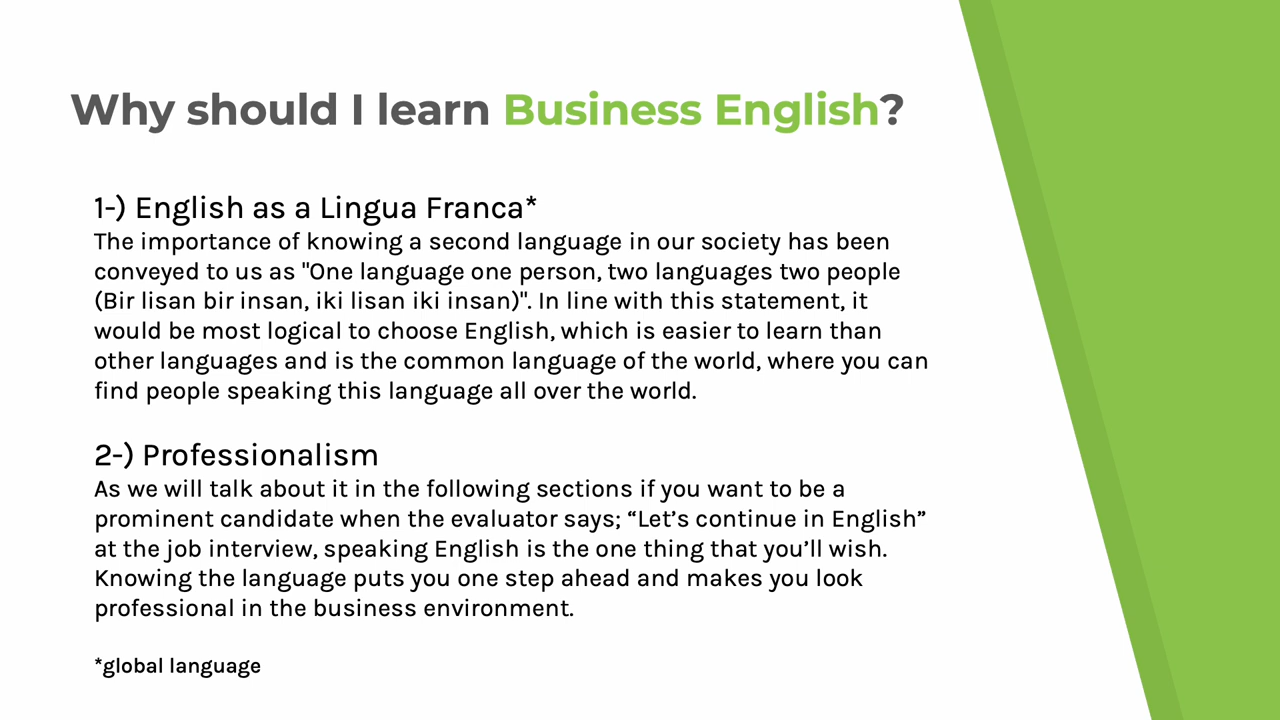 Why should I learn Business English?
1-) English as a Lingua Franca*
The importance of knowing a second language in our society has been
conveyed to us as "One language one person, two languages two people
(Bir lisan bir insan, iki lisan iki insan)". In line with this statement, it
would be most logical to choose English, which is easier to learn than
other languages and is the common language of the world, where you can
find people speaking this language all over the world.
2-) Professionalism
As we will talk about it in the following sections if you want to be a
prominent candidate when the evaluator says; “Let’s continue in English”
at the job interview, speaking English is the one thing that you’ll wish.
Knowing the language puts you one step ahead and makes you look
professional in the business environment.
*global language